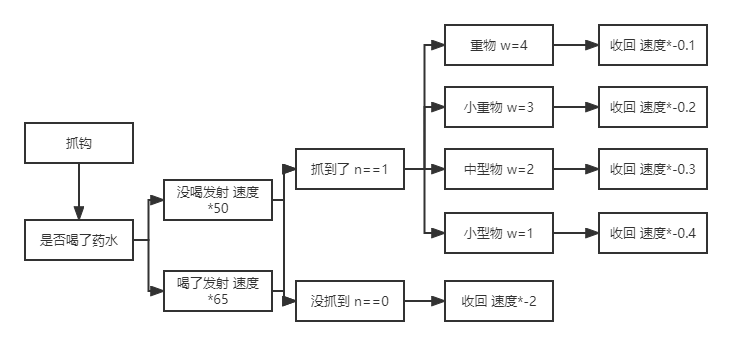 抓钩
是否喝了药水
没喝发射 速度
*50
喝了发射 速度
*65
抓到了 n==1
没抓到 n==0
重物 w=4
收回 速度*-0.1
小重物 w=3
收回 速度*-0.2
中型物 w=2
收回 速度*-0.3
小型物 w=1
收回 速度*-0.4
收回 速度*-2